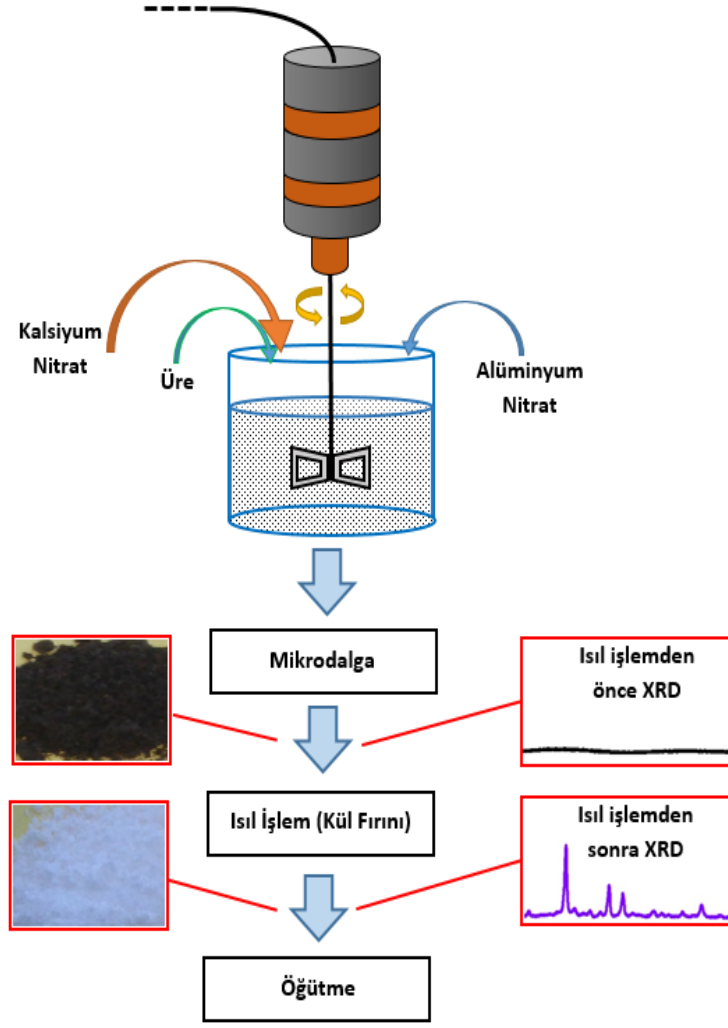 Kalsiyum
Nitrat
Üre
Alüminyum
Nitrat
Mikrodalga
Isıl işlemden
önce XRD
Isıl İşlem (Kül Fırını)
Isıl işlemden
sonra XRD
Öğütme